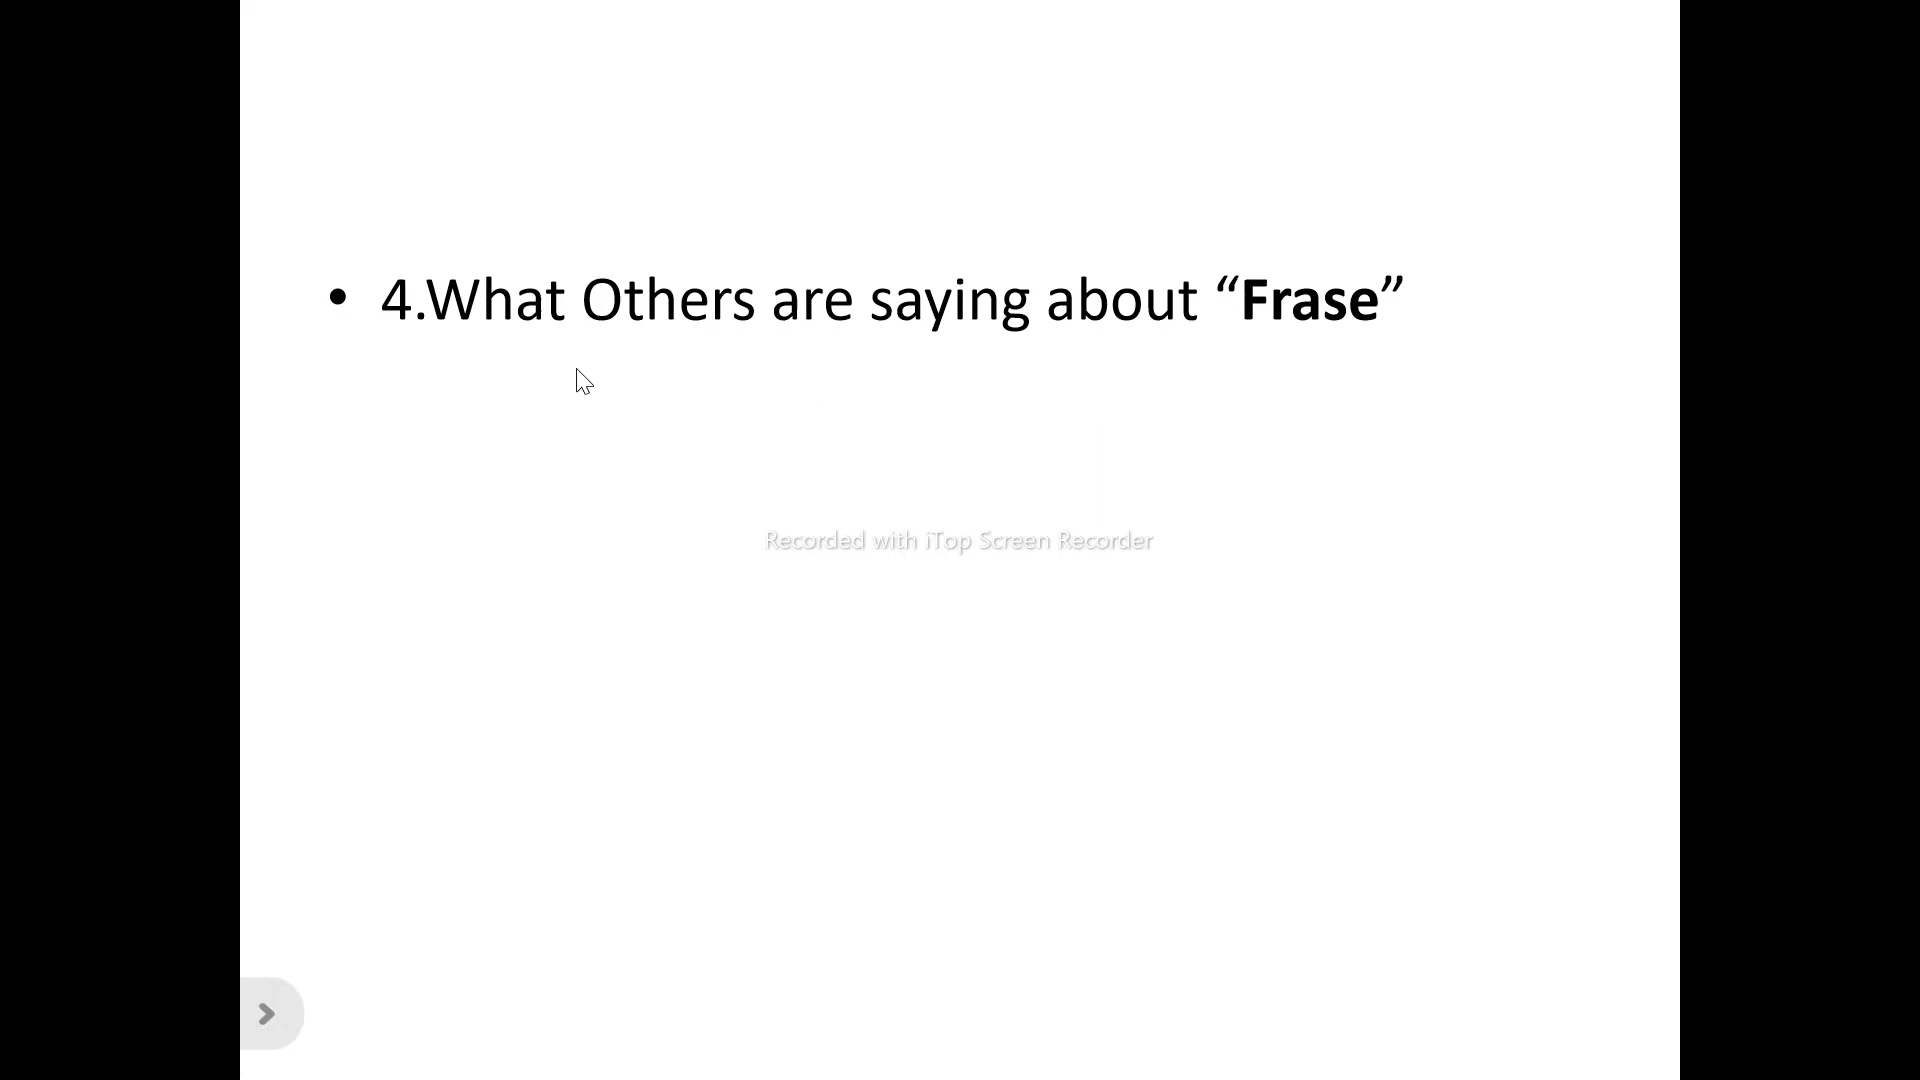 • 4.What Others are saying about “Frase”
Recorded with iTop Screen Recorder